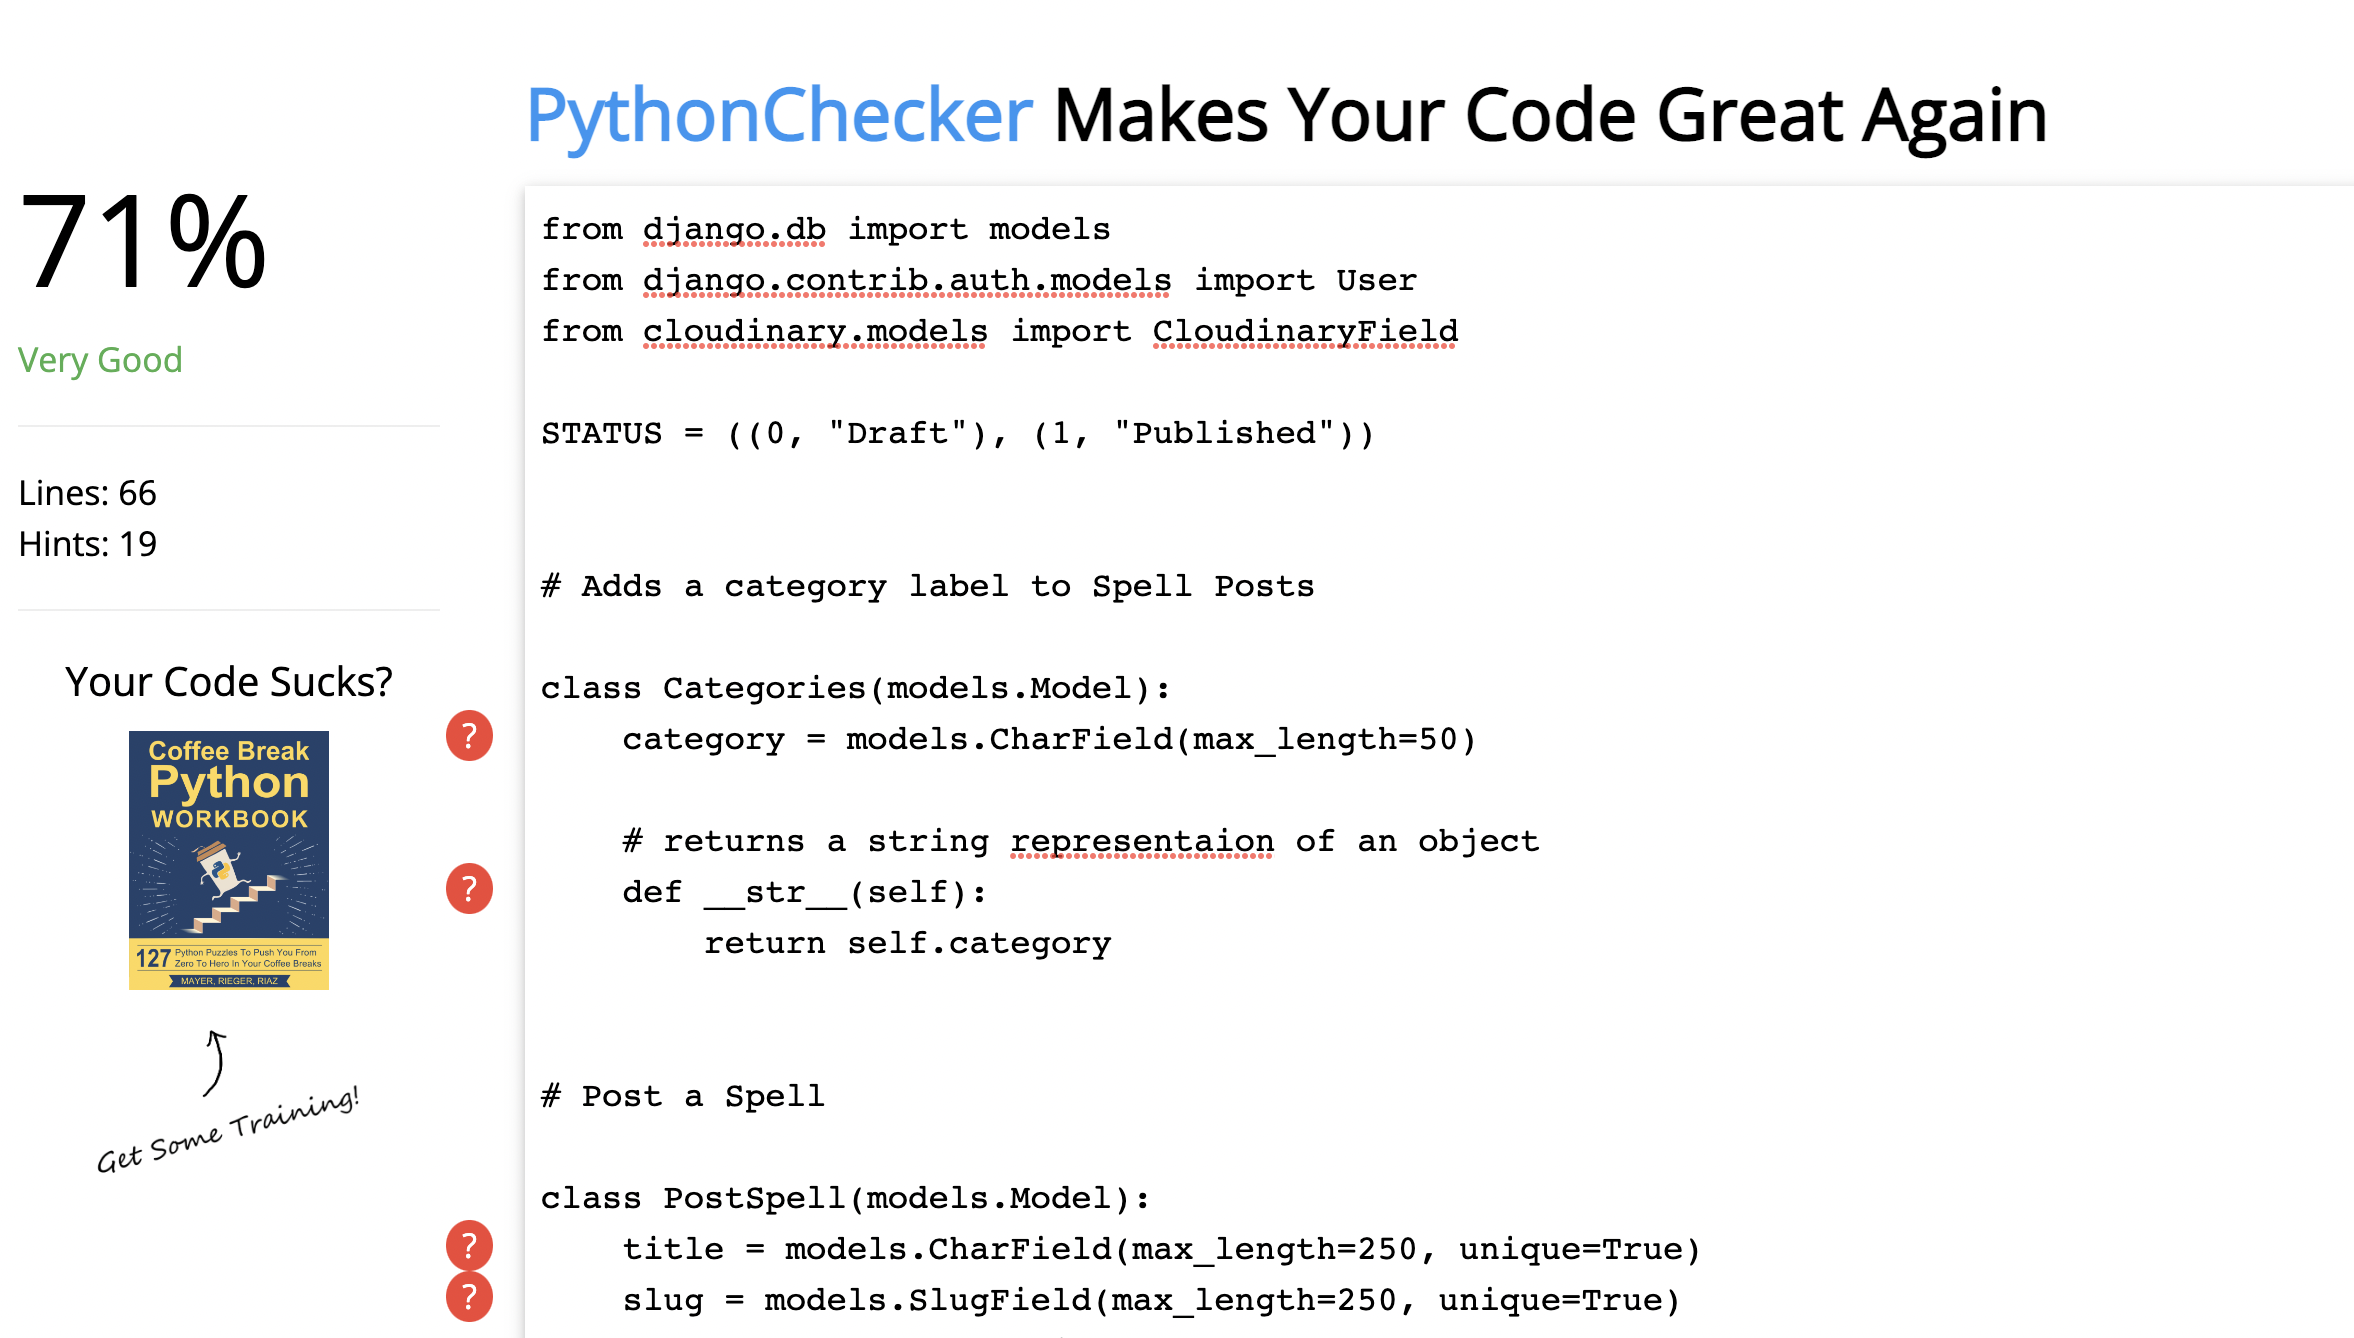 PythonChecker Makes Your Code Great Again
71%
Very Good
Lines: 66
Hints: 19
Your Code Sucks?
Coffee Break
Python
WORKBOOK
127 Python Puzzles To Push You From
Zero To Hero In Your Coffee Breaks
MAYER, RIEGER, RIAZ
Get Some Training!
from django.db import models
from django.contrib.auth.models import User
from cloudinary.models import CloudinaryField
STATUS = ((0, "Draft"), (1, "Published"))
# Adds a category label to Spell Posts
class Categories(models.Model):
?
    category = models.CharField(max_length=50)
    # returns a string representaion of an object
?
    def __str__(self):
        return self.category
# Post a Spell
class PostSpell(models.Model):
?
    title = models.CharField(max_length=250, unique=True)
?
    slug = models.SlugField(max_length=250, unique=True)